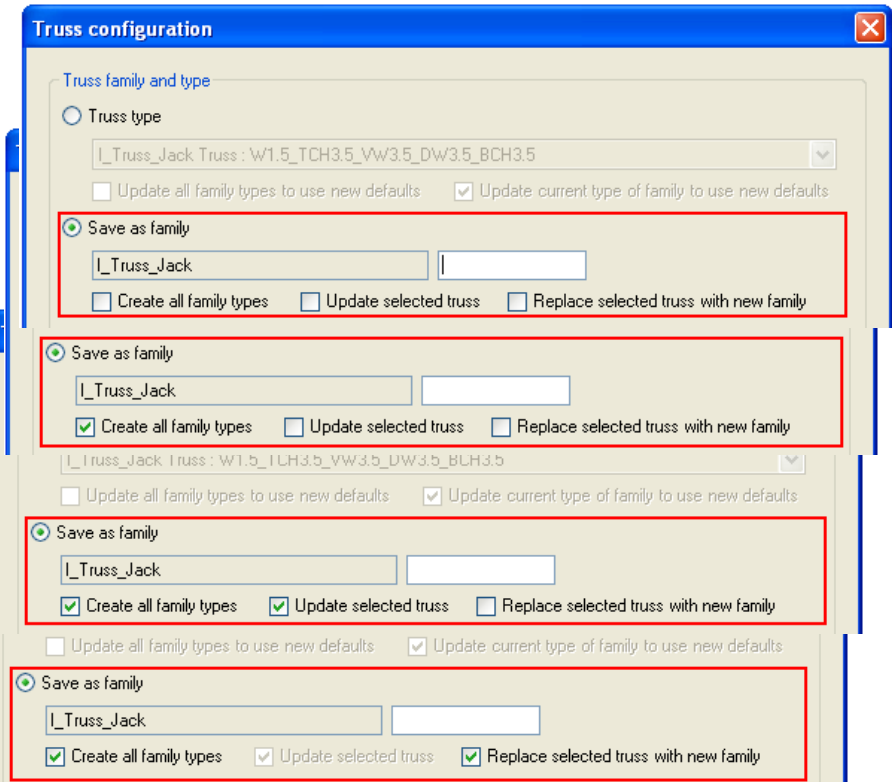 Truss configuration
Truss family and type
Truss type
I_Truss_Jack Truss : W1.5_TCH3.5_VW3.5_DW3.5_BCH3.5
Update all family types to use new defaults Update current type of family to use new defaults
Save as family
I_Truss_Jack
Create all family types Update selected truss Replace selected truss with new family
Save as family
I_Truss_Jack
Create all family types Update selected truss Replace selected truss with new family
I_Truss_Jack Truss : W1.5_TCH3.5_VW3.5_DW3.5_BCH3.5
Update all family types to use new defaults Update current type of family to use new defaults
Save as family
I_Truss_Jack
Create all family types Update selected truss Replace selected truss with new family
Update all family types to use new defaults Update current type of family to use new defaults
Save as family
I_Truss_Jack
Create all family types Update selected truss Replace selected truss with new family